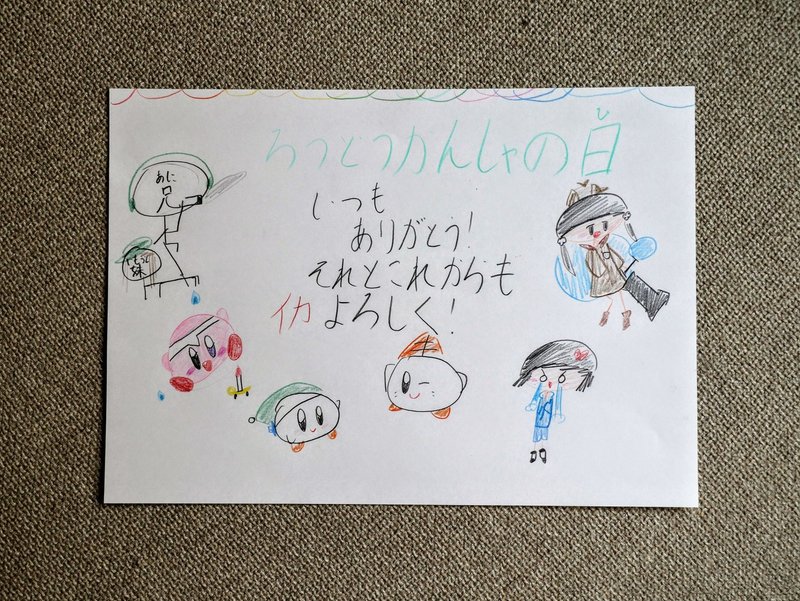 ろうどうかんしゃの日
いつも
ありがとう！
それとこれからも
イカよろしく！
あに
兄
妹